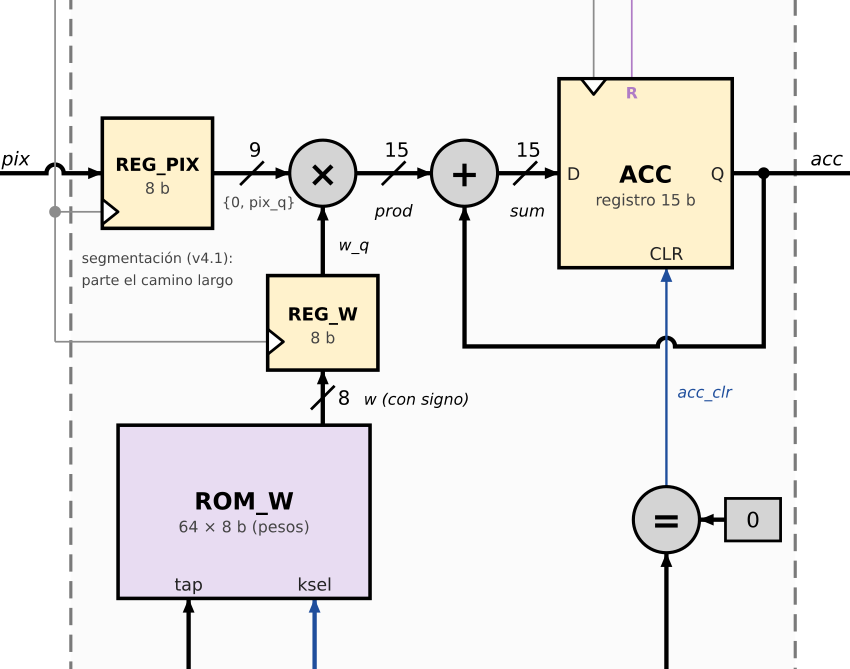 R
pix
REG_PIX
8 b
9
{0, pix_q}
×
15
prod
+
15
sum
D
ACC
registro 15 b
Q
CLR
acc
w_q
segmentación (v4.1):
parte el camino largo
REG_W
8 b
8
w (con signo)
acc_clr
ROM_W
64 × 8 b (pesos)
tap
ksel
=
0